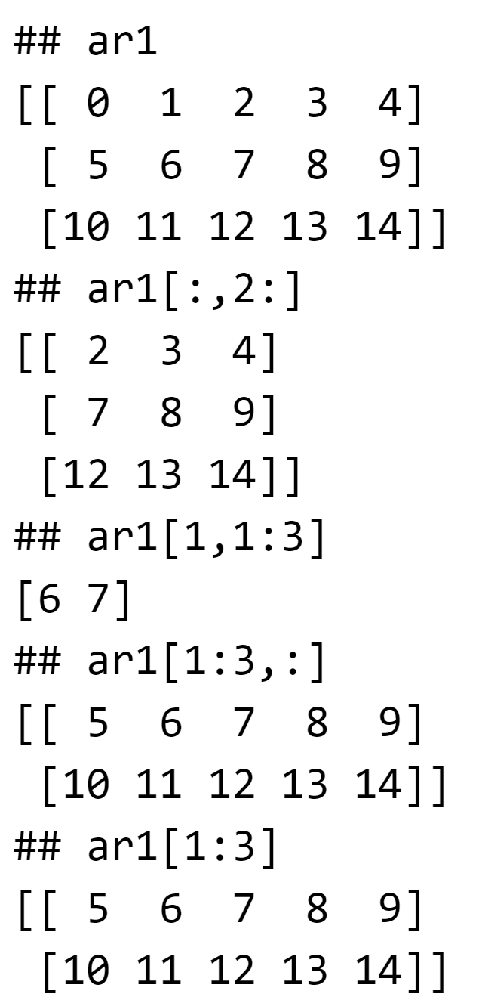 ## ar1
[[ 0  1  2  3  4]
 [ 5  6  7  8  9]
 [10 11 12 13 14]]
## ar1[:,2:]
[[ 2  3  4]
 [ 7  8  9]
 [12 13 14]]
## ar1[1,1:3]
[6 7]
## ar1[1:3,:]
[[ 5  6  7  8  9]
 [10 11 12 13 14]]
## ar1[1:3]
[[ 5  6  7  8  9]
 [10 11 12 13 14]]